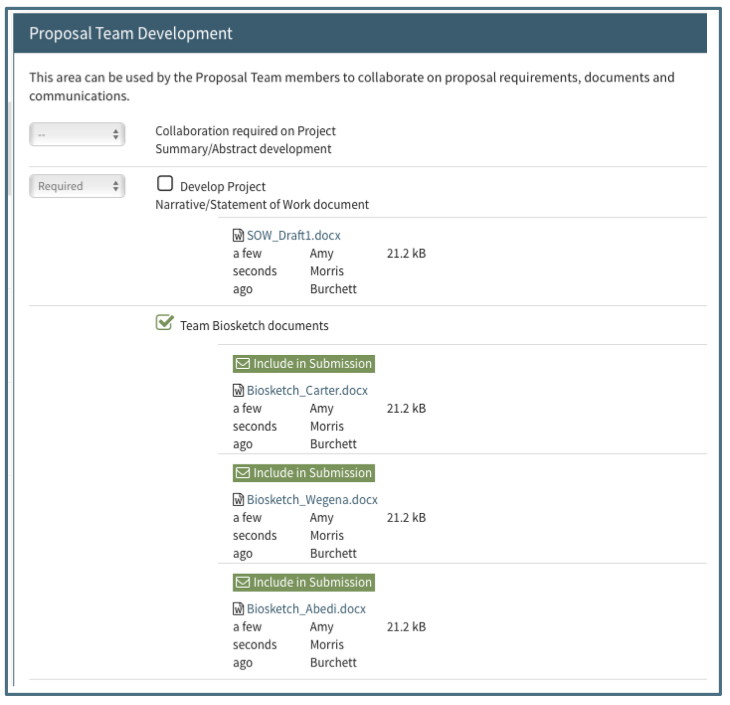 Proposal Team Development
This area can be used by the Proposal Team members to collaborate on proposal requirements, documents and
communications.
-- Collaboration required on Project
Summary/Abstract development
Required Develop Project
Narrative/Statement of Work document
SOW_Draft1.docx
a few Amy 21.2 kB
seconds Morris
ago Burchett
Team Biosketch documents
Include in Submission
Biosketch_Carter.docx
a few Amy 21.2 kB
seconds Morris
ago Burchett
Include in Submission
Biosketch_Wegena.docx
a few Amy 21.2 kB
seconds Morris
ago Burchett
Include in Submission
Biosketch_Abedi.docx
a few Amy 21.2 kB
seconds Morris
ago Burchett